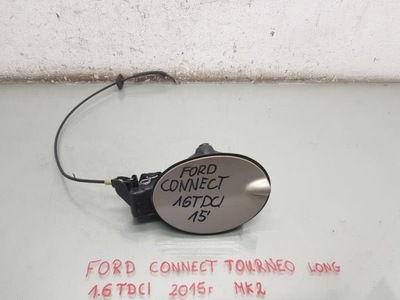 FORD
CONNECT
1.6TDCI
15'
FORD CONNECT TOURNEO LONG
1.6 TDCI 2015r MK2